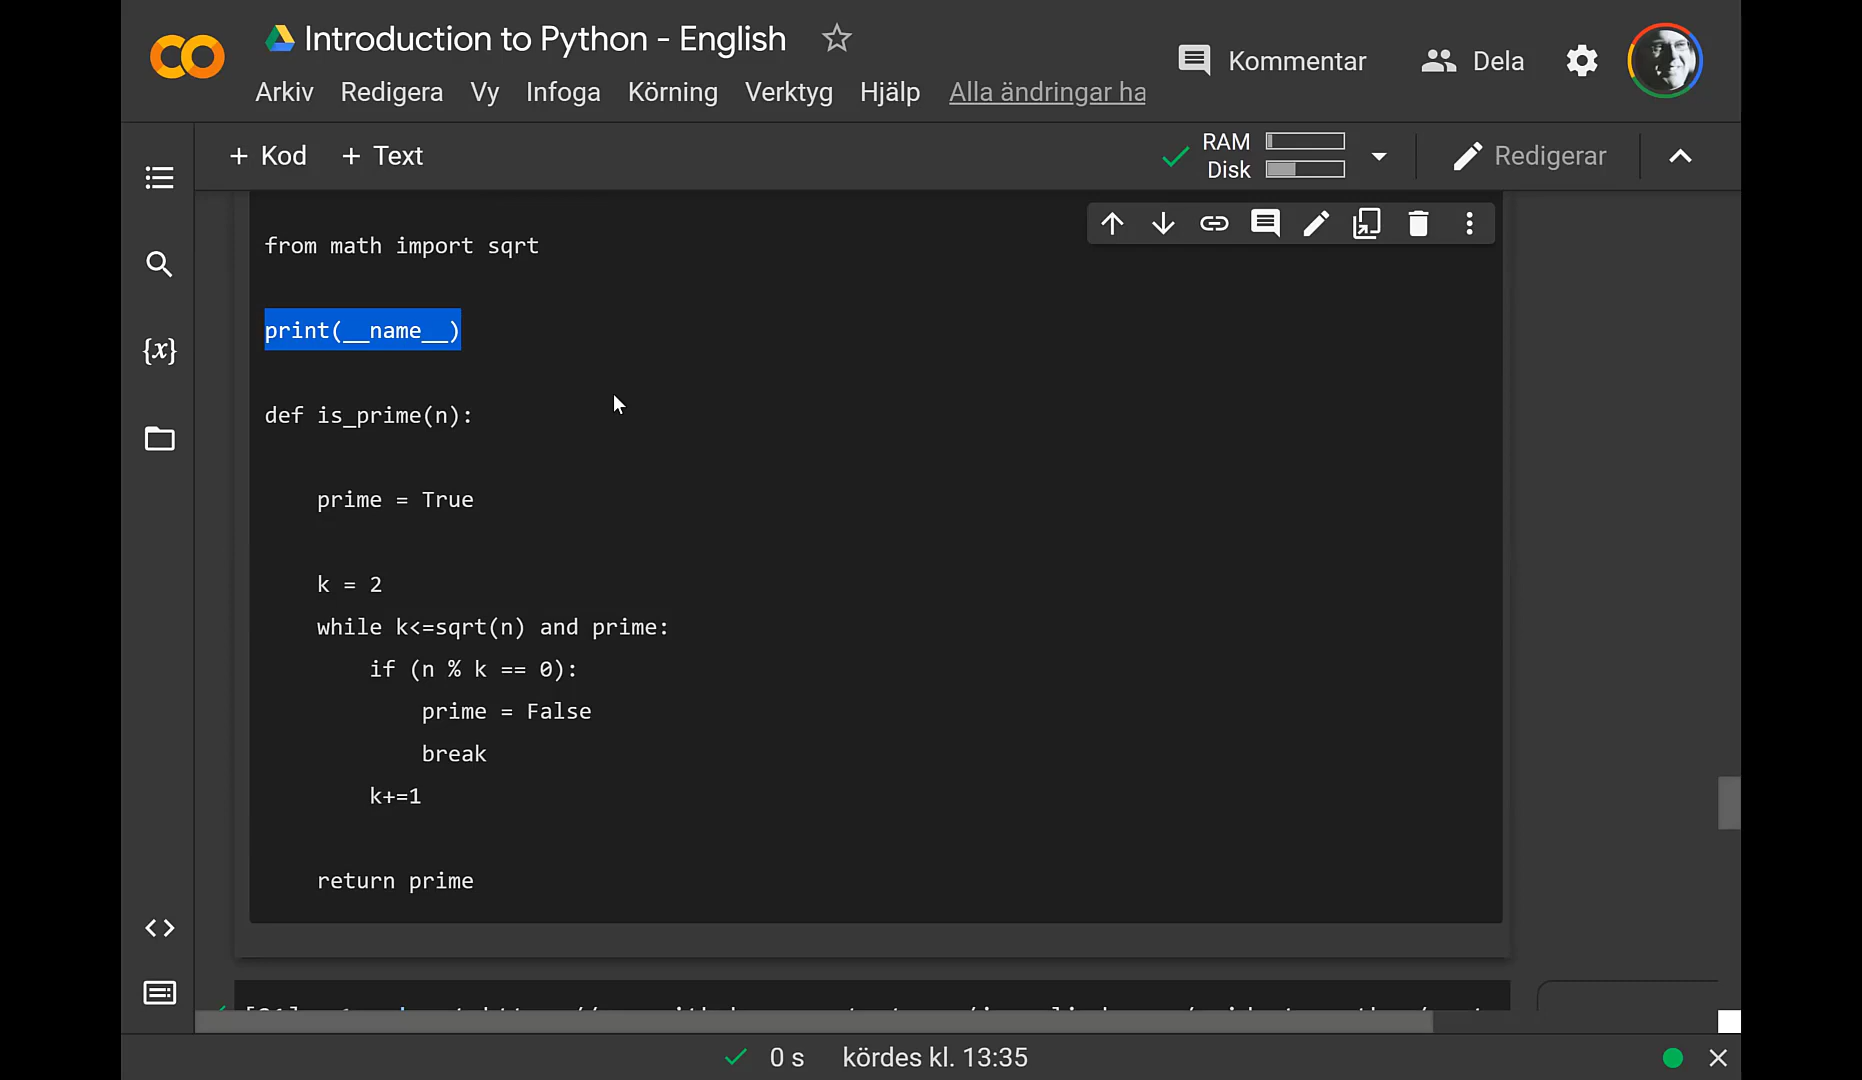 Introduction to Python - English
Kommentar
Dela
Arkiv Redigera Vy Infoga Körning Verktyg Hjälp Alla ändringar ha
+ Kod + Text
RAM
Disk
Redigerar
from math import sqrt
print(__name__)
def is_prime(n):
prime = True
k = 2
while k<=sqrt(n) and prime:
if (n % k == 0):
prime = False
break
k+=1
return prime
0 s kördes kl. 13:35